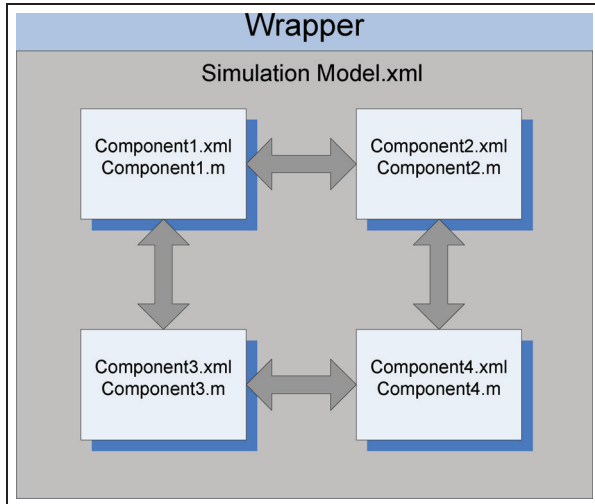 Wrapper
Simulation Model.xml
Component1.xml
Component1.m
Component2.xml
Component2.m
Component3.xml
Component3.m
Component4.xml
Component4.m